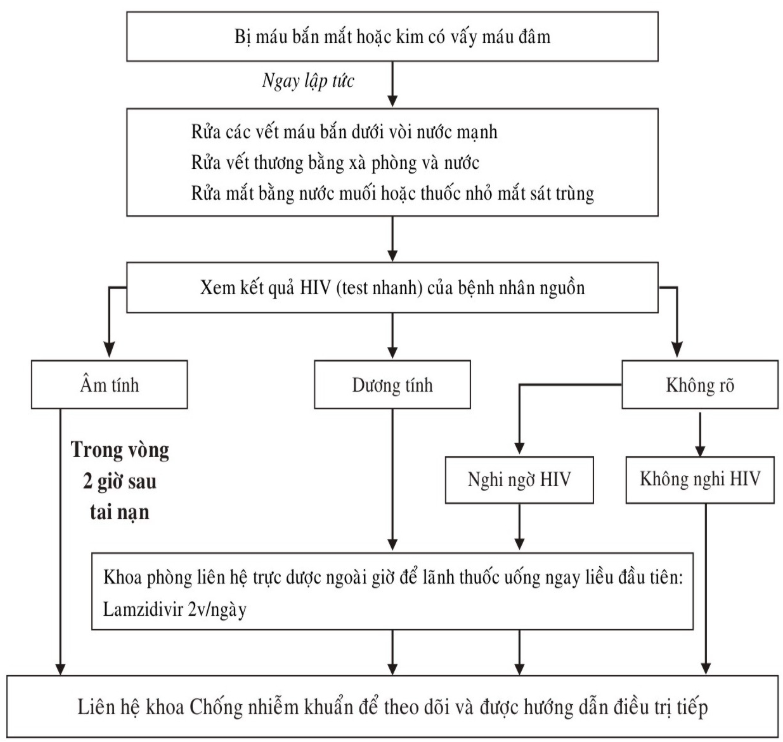 Bị máu bắn mắt hoặc kim có vấy máu đâm
Ngay lập tức
Rửa các vết máu bắn dưới vòi nước mạnh
Rửa vết thương bằng xà phòng và nước
Rửa mắt bằng nước muối hoặc thuốc nhỏ mắt sát trùng
Xem kết quả HIV (test nhanh) của bệnh nhân nguồn
Âm tính
Dương tính
Không rõ
Trong vòng
2 giờ sau
tai nạn
Nghi ngờ HIV
Không nghi HIV
Khoa phòng liên hệ trực dược ngoài giờ để lãnh thuốc uống ngay liều đầu tiên:
Lamzidivir 2v/ngày
Liên hệ khoa Chống nhiễm khuẩn để theo dõi và được hướng dẫn điều trị tiếp